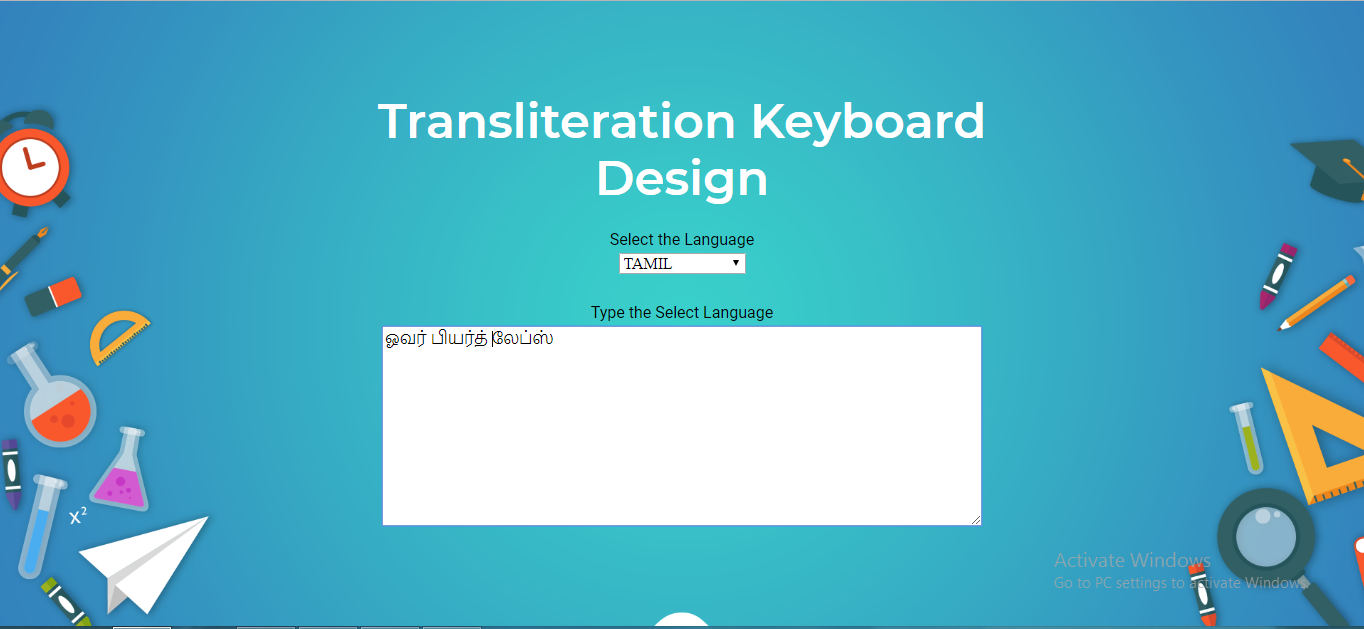 Transliteration Keyboard
Design
Select the Language
TAMIL
Type the Select Language
ஓவர் பியர்த் லேப்ஸ்
x²
Activate Windows
Go to PC settings to activate Windows.